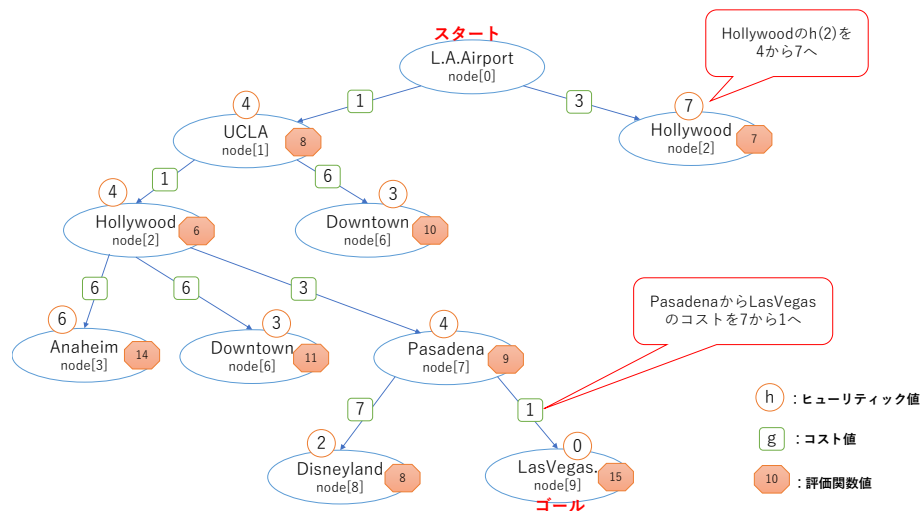 スタート
L.A.Airport
node[0]
Hollywoodのh(2)を
4から7へ
1
3
4
UCLA
node[1]
8
7
Hollywood
node[2]
7
1
6
4
Hollywood
node[2]
6
3
Downtown
node[6]
10
6
6
3
PasadenaからLasVegas
のコストを7から1へ
6
Anaheim
node[3]
14
3
Downtown
node[6]
11
4
Pasadena
node[7]
9
7
1
h
：ヒューリティック値
g
：コスト値
10
：評価関数値
2
Disneyland
node[8]
8
0
LasVegas.
node[9]
15
ゴール